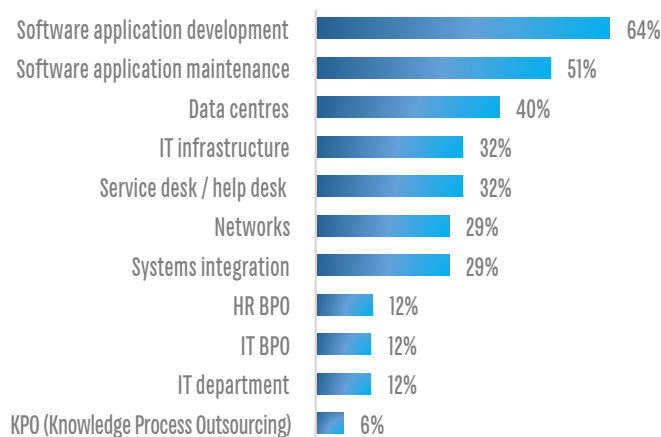 Software application development 64%
Software application maintenance 51%
Data centres 40%
IT infrastructure 32%
Service desk / help desk 32%
Networks 29%
Systems integration 29%
HR BPO 12%
IT BPO 12%
IT department 12%
KPO (Knowledge Process Outsourcing) 6%